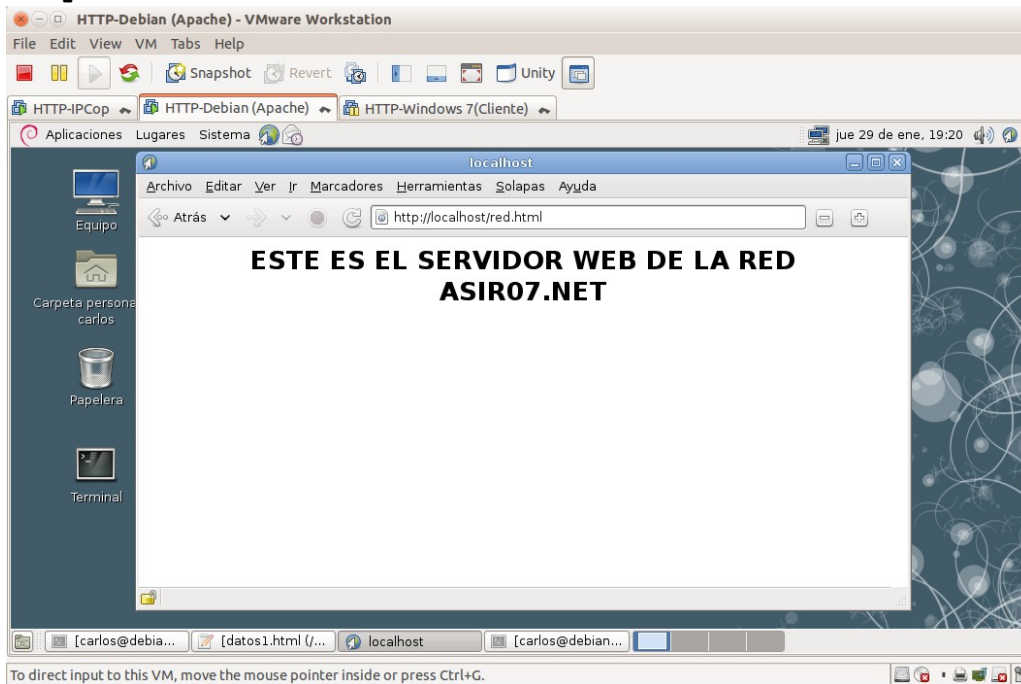 HTTP-Debian (Apache) - VMware Workstation
File Edit View VM Tabs Help
Snapshot Revert Unity
HTTP-IPCop HTTP-Debian (Apache) HTTP-Windows 7(Cliente)
Aplicaciones Lugares Sistema jue 29 de ene, 19:20
localhost
Archivo Editar Ver Ir Marcadores Herramientas Solapas Ayuda
Atrás http://localhost/red.html
ESTE ES EL SERVIDOR WEB DE LA RED
ASIR07.NET
Equipo
Carpeta persona
carlos
Papelera
Terminal
[carlos@debia... [datos1.html (/... localhost [carlos@debian...
To direct input to this VM, move the mouse pointer inside or press Ctrl+G.